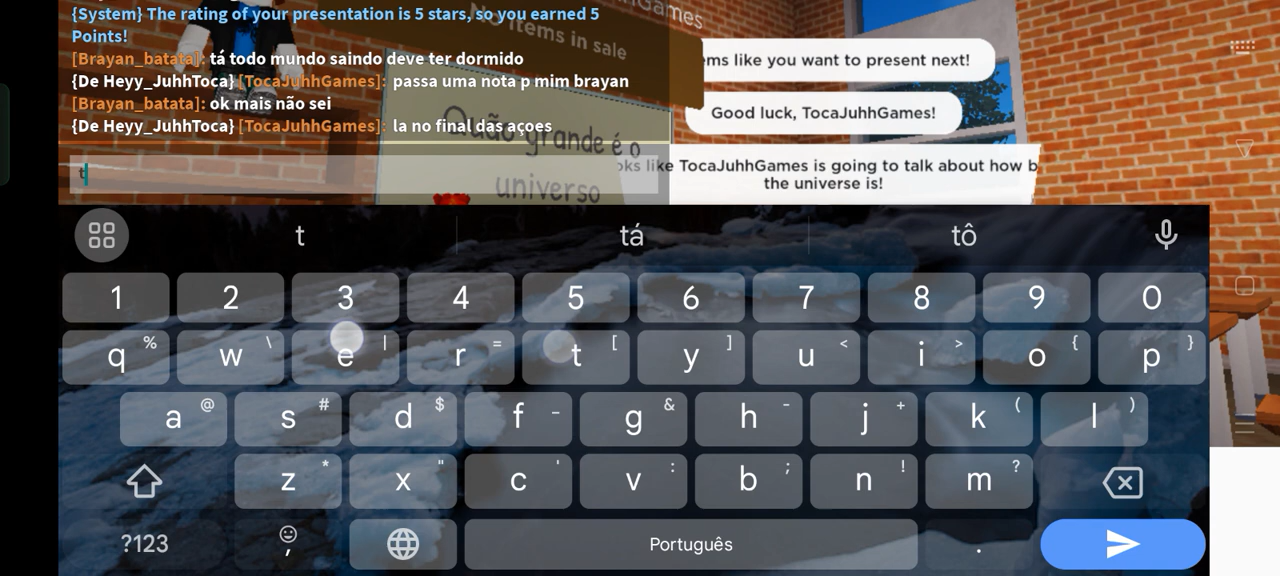 Games
No items in sale
{System} The rating of your presentation is 5 stars, so you earned 5
Points!
[Brayan_batata]: tá todo mundo saindo deve ter dormido
{De Heyy_JuhhToca} [TocaJuhhGames]: passa uma nota p mim brayan
[Brayan_batata]: ok mais não sei
{De Heyy_JuhhToca} [TocaJuhhGames]: la no final das açoes
like you want to present next!
Good luck, TocaJuhhGames!
like TocaJuhhGames is going to talk about how b
the universe is!
Quão grande é o
universo
t
t tá tô
1 2 3 4 5 6 7 8 9 0
q % w \ e | r = t [ y ] u < i > o { p }
a @ s # d $ f _ g & h - j + k ( l )
z * x " c ' v : b ; n ! m ?
?123 , Português .